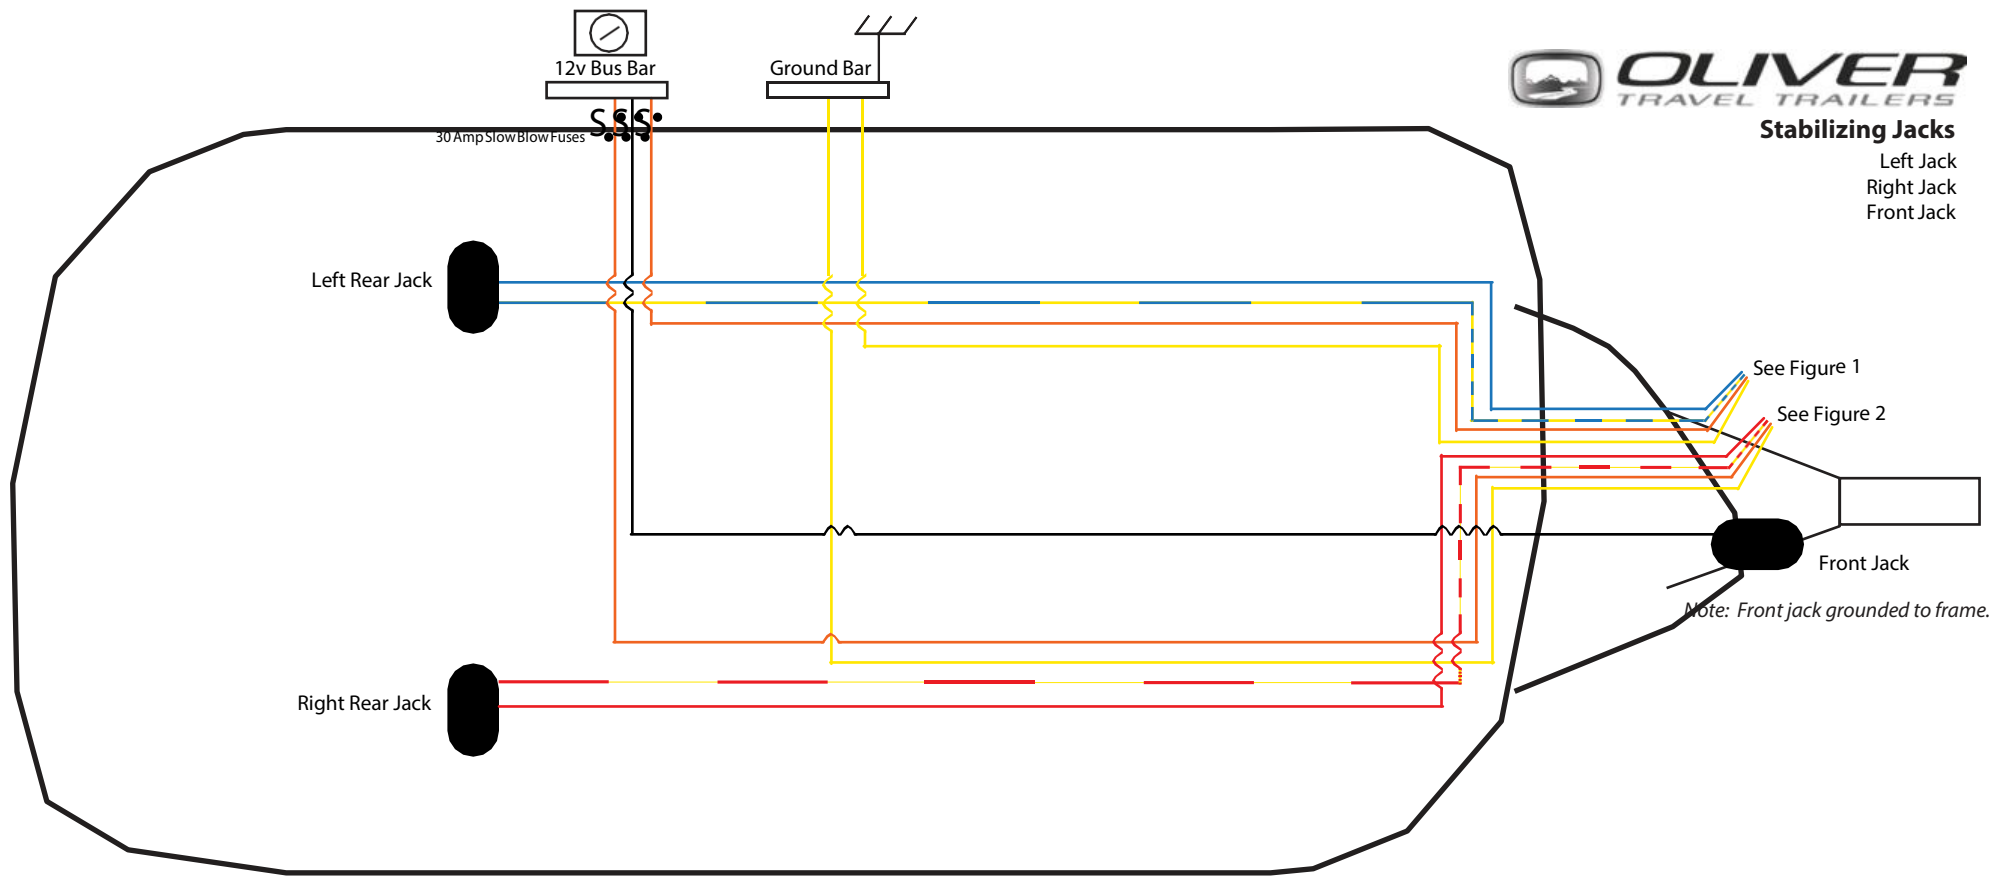 12v Bus Bar
Ground Bar
30 Amp Slow Blow Fuses
OLIVER
TRAVEL TRAILERS
Stabilizing Jacks
Left Jack
Right Jack
Front Jack
Left Rear Jack
See Figure 1
See Figure 2
Front Jack
Note: Front jack grounded to frame.
Right Rear Jack